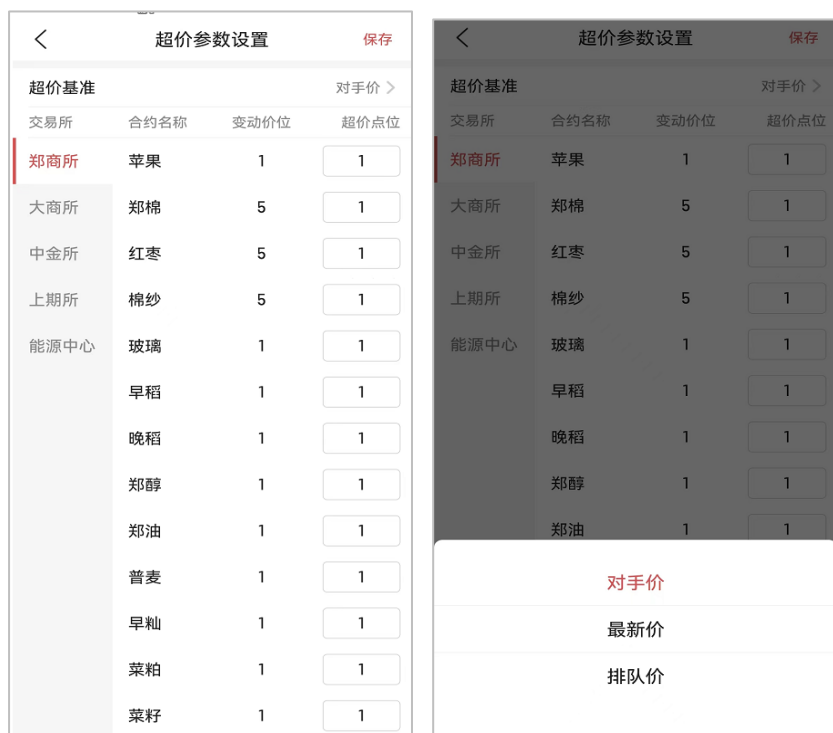 超价参数设置 保存
超价基准 对手价
交易所 合约名称 变动价位 超价点位
郑商所 苹果 1 1
大商所 郑棉 5 1
中金所 红枣 5 1
上期所 棉纱 5 1
能源中心 玻璃 1 1
早稻 1 1
晚稻 1 1
郑醇 1 1
郑油 1 1
普麦 1 1
早籼 1 1
菜粕 1 1
菜籽 1 1
超价参数设置 保存
超价基准 对手价
交易所 合约名称 变动价位 超价点位
郑商所 苹果 1 1
大商所 郑棉 5 1
中金所 红枣 5 1
上期所 棉纱 5 1
能源中心 玻璃 1 1
早稻 1 1
晚稻 1 1
郑醇 1 1
郑油 1 1
对手价
最新价
排队价